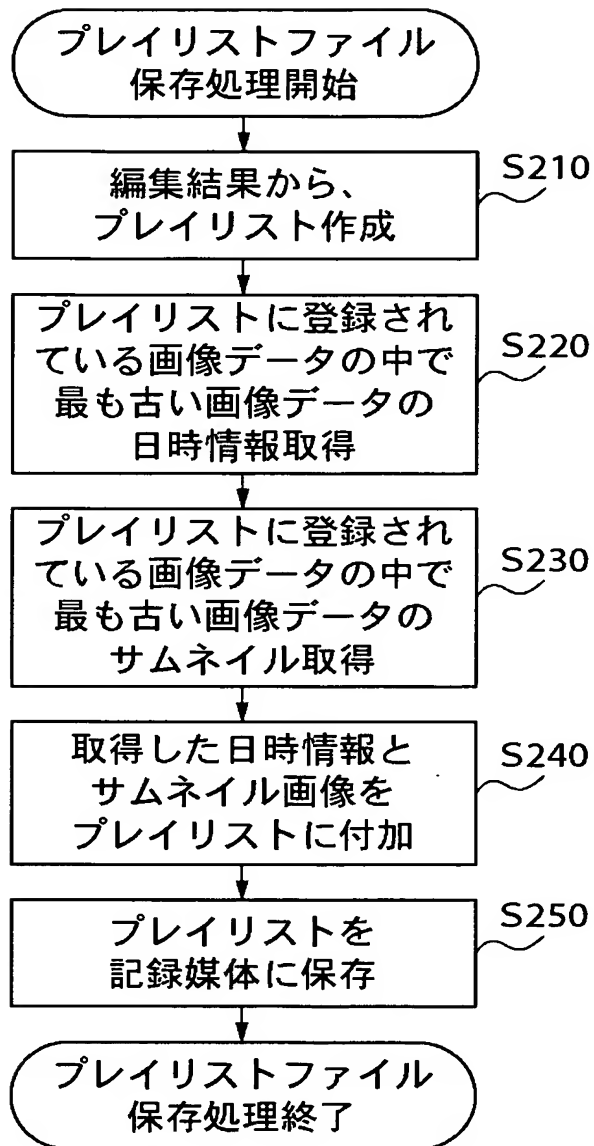 プレイリストファイル
保存処理開始
S210
編集結果から、
プレイリスト作成
S220
プレイリストに登録され
ている画像データの中で
最も古い画像データの
日時情報取得
S230
プレイリストに登録され
ている画像データの中で
最も古い画像データの
サムネイル取得
S240
取得した日時情報と
サムネイル画像を
プレイリストに付加
S250
プレイリストを
記録媒体に保存
プレイリストファイル
保存処理終了